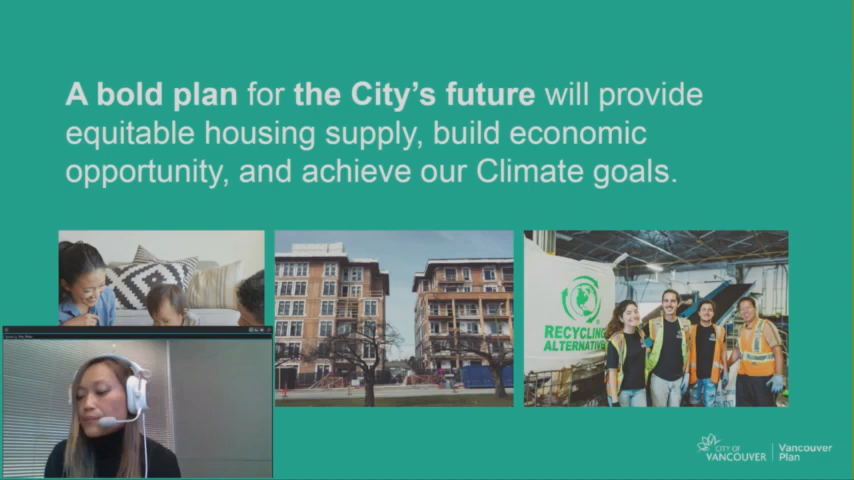 A bold plan for the City's future will provide
equitable housing supply, build economic
opportunity, and achieve our Climate goals.
RECYCLING
ALTERNATIVE
CITY OF
VANCOUVER
Vancouver
Plan